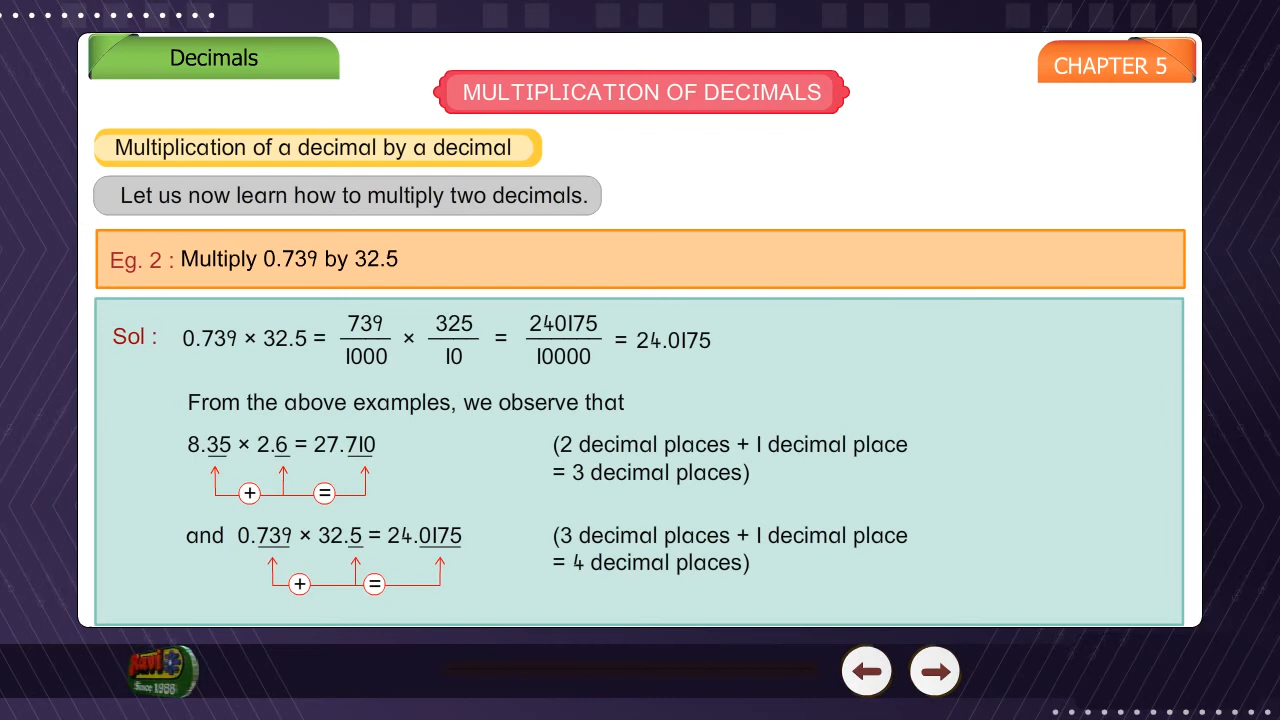 Decimals
CHAPTER 5
MULTIPLICATION OF DECIMALS
Multiplication of a decimal by a decimal
Let us now learn how to multiply two decimals.
Eg. 2 : Multiply 0.739 by 32.5
Sol : 0.739 × 32.5 = 739/1000 × 325/10 = 240175/10000 = 24.0175
From the above examples, we observe that
8.35 × 2.6 = 27.710 (2 decimal places + 1 decimal place
= 3 decimal places)
+ =
and 0.739 × 32.5 = 24.0175 (3 decimal places + 1 decimal place
= 4 decimal places)
+ =
Kavi
Since 1986